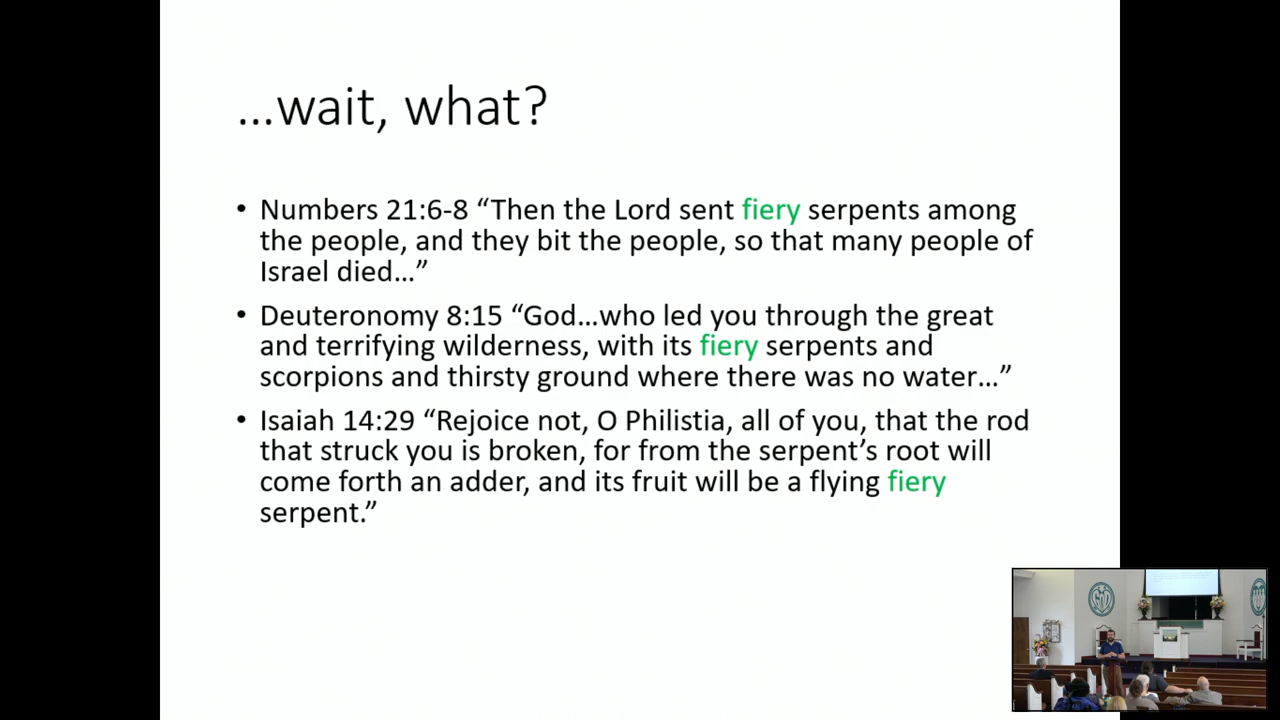 …wait, what?
• Numbers 21:6-8 “Then the Lord sent fiery serpents among
the people, and they bit the people, so that many people of
Israel died…”
• Deuteronomy 8:15 “God…who led you through the great
and terrifying wilderness, with its fiery serpents and
scorpions and thirsty ground where there was no water…”
• Isaiah 14:29 “Rejoice not, O Philistia, all of you, that the rod
that struck you is broken, for from the serpent’s root will
come forth an adder, and its fruit will be a flying fiery
serpent.”